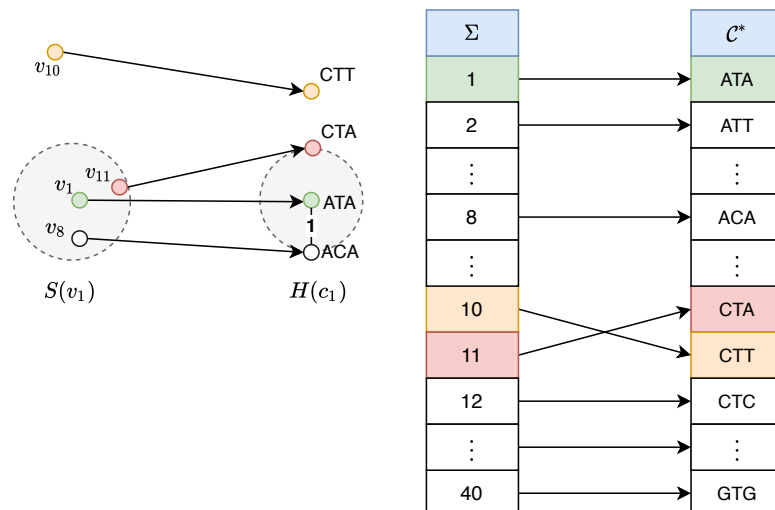 v₁₀
CTT
CTA
v₁₁
v₁
ATA
1
v₈
ACA
S(v₁)
H(c₁)
Σ C*
1 ATA
2 ATT
⋮ ⋮
8 ACA
⋮ ⋮
10 CTA
11 CTT
12 CTC
⋮ ⋮
40 GTG